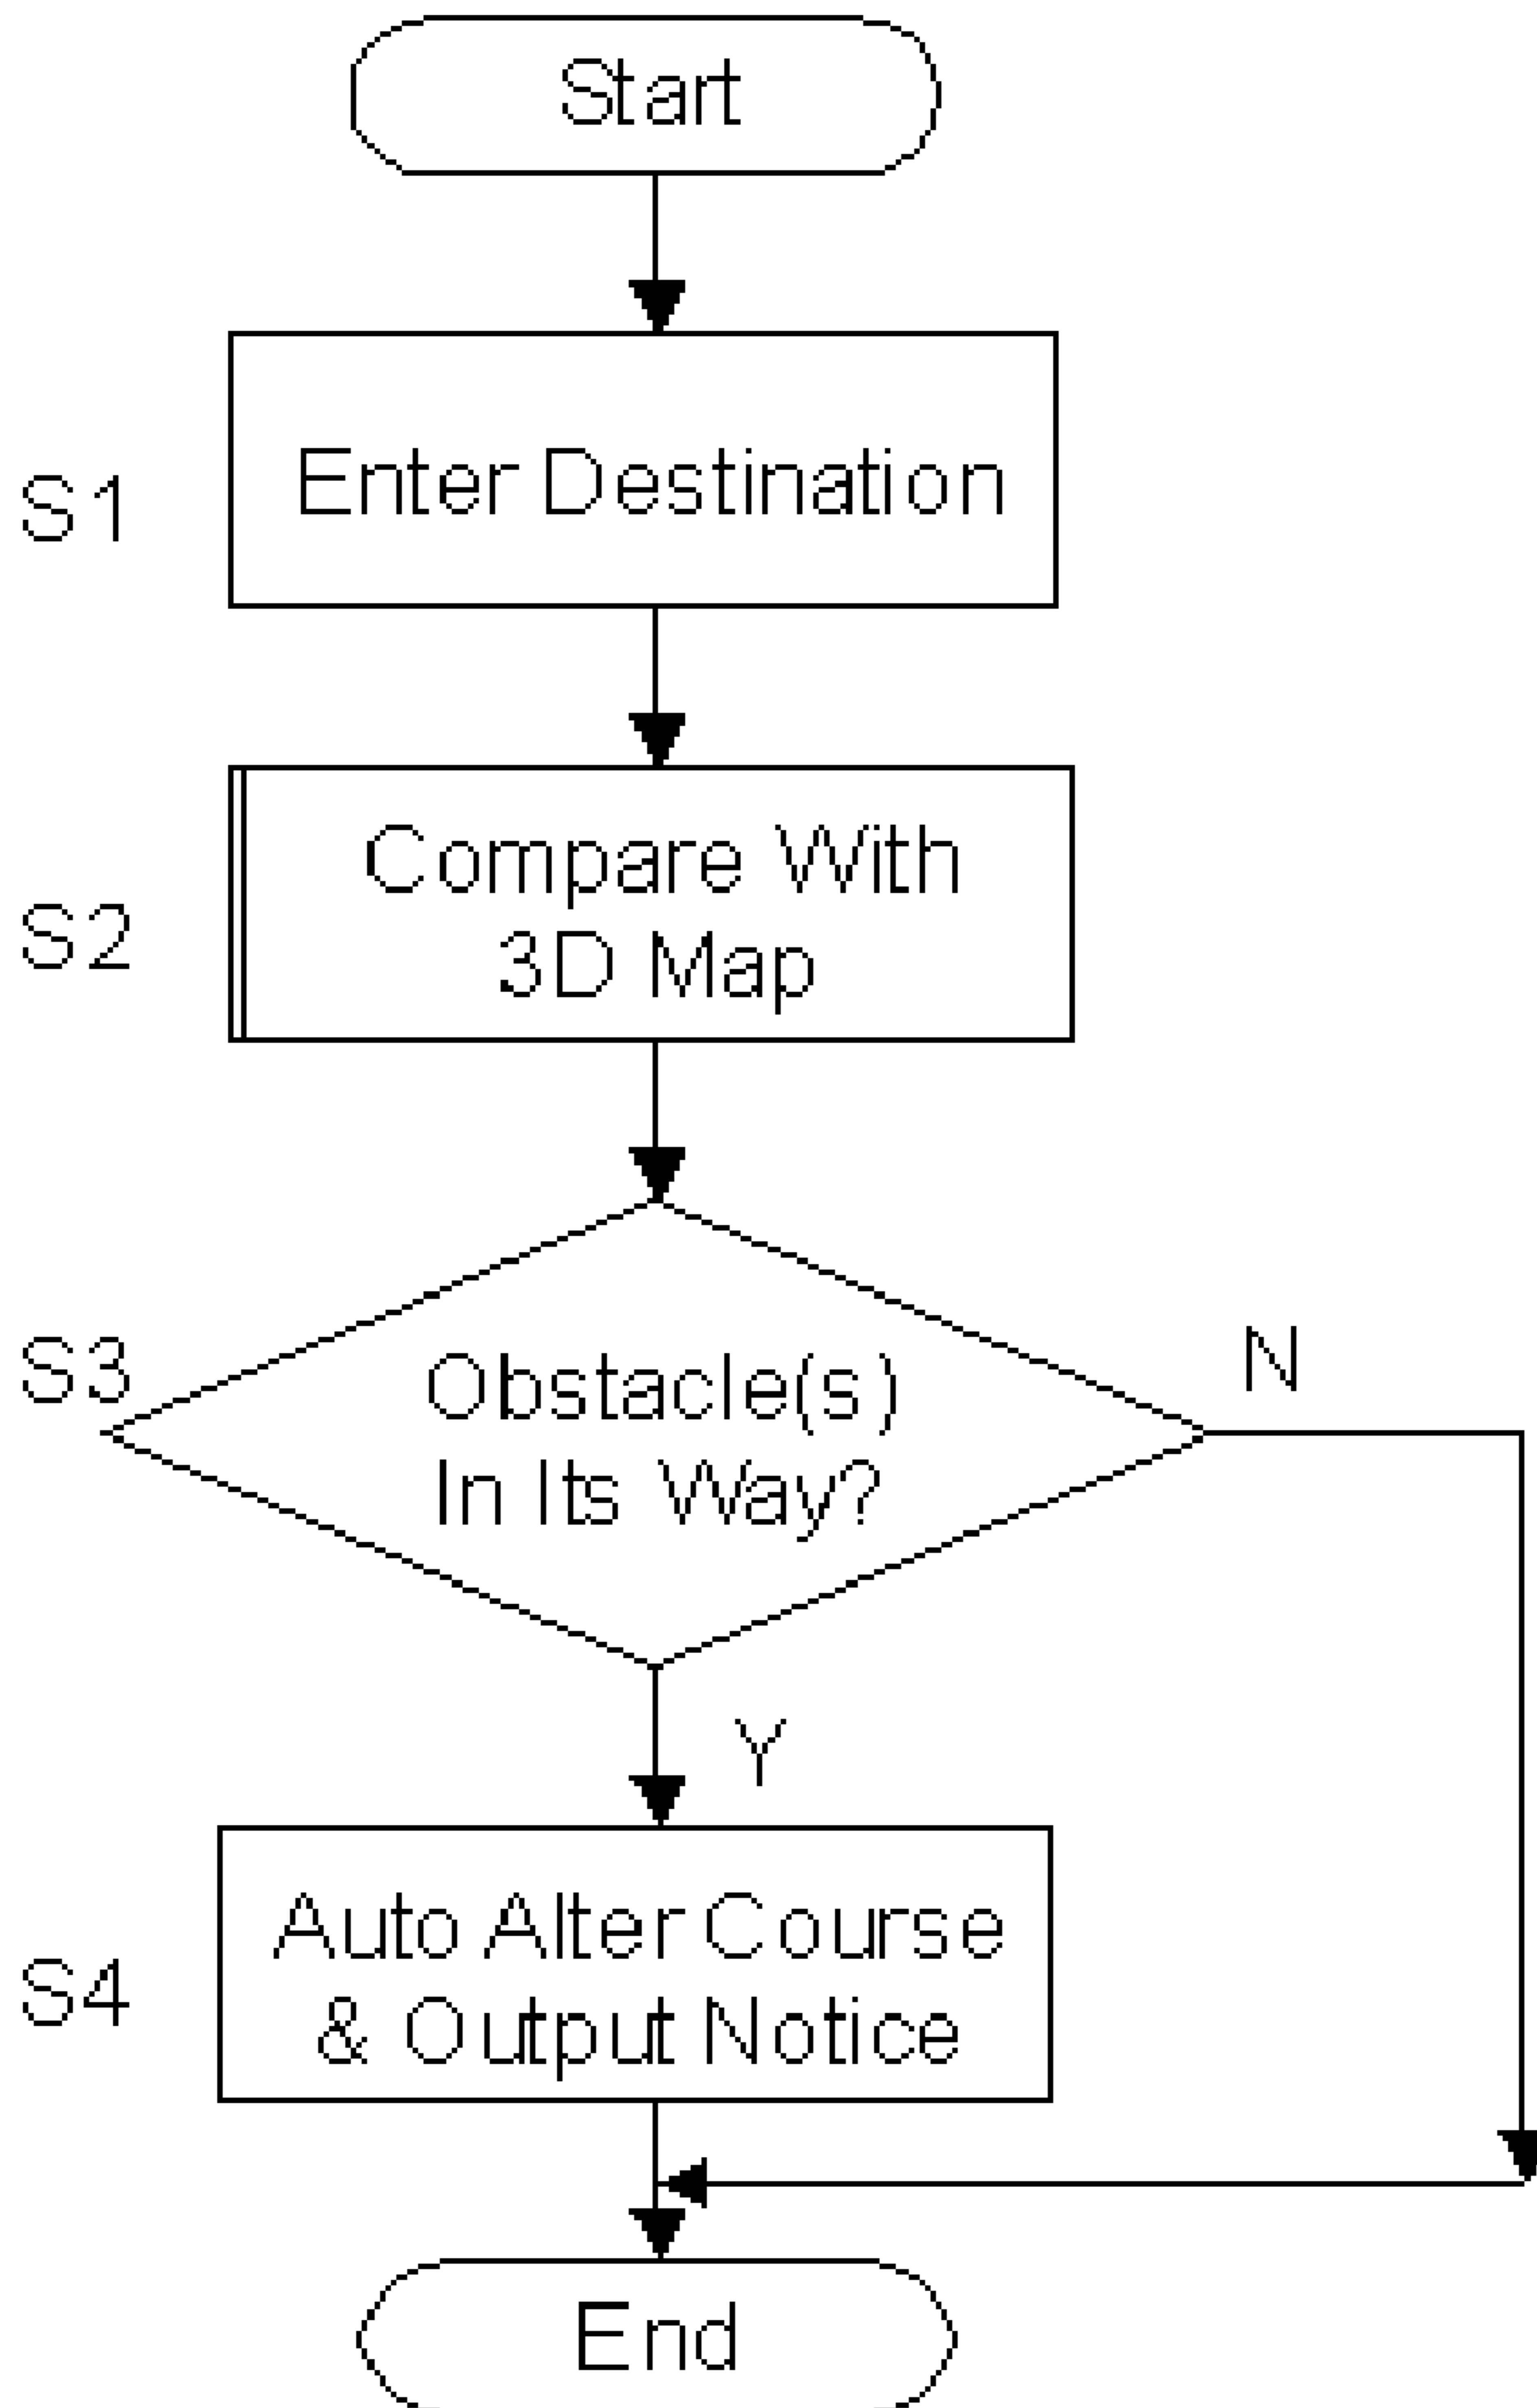 Start
S1
Enter Destination
S2
Compare With
3D Map
S3
Obstacle(s)
In Its Way?
N
Y
S4
Auto Alter Course
& Output Notice
End